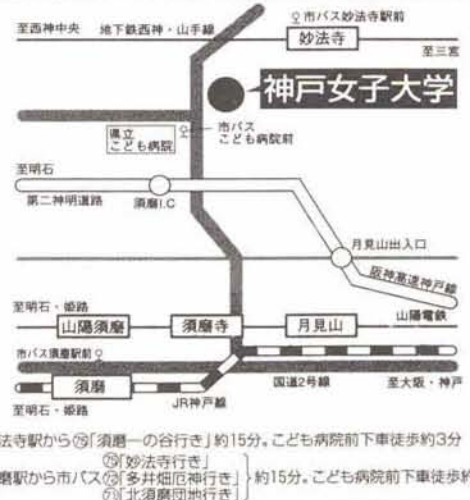 市バス妙法寺駅前
至西神中央 地下鉄西神・山手線 妙法寺
至三宮
神戸女子大学
県立
こども病院
市バス
こども病院前
至明石
第二神明道路 須磨I.C
月見山出入口
阪神高速神戸線
至明石・姫路
山陽電鉄
山陽須磨 須磨寺 月見山
市バス須磨駅前
須磨
国道2号線 至大阪・神戸
至明石・姫路 JR神戸線
法寺駅から㊆「須磨一の谷行き」約15分。こども病院前下車徒歩約3分
「妙法寺行き」
磨駅から市バス「多井畑厄神行き」約15分。こども病院前下車徒歩約
「北須磨団地行き」